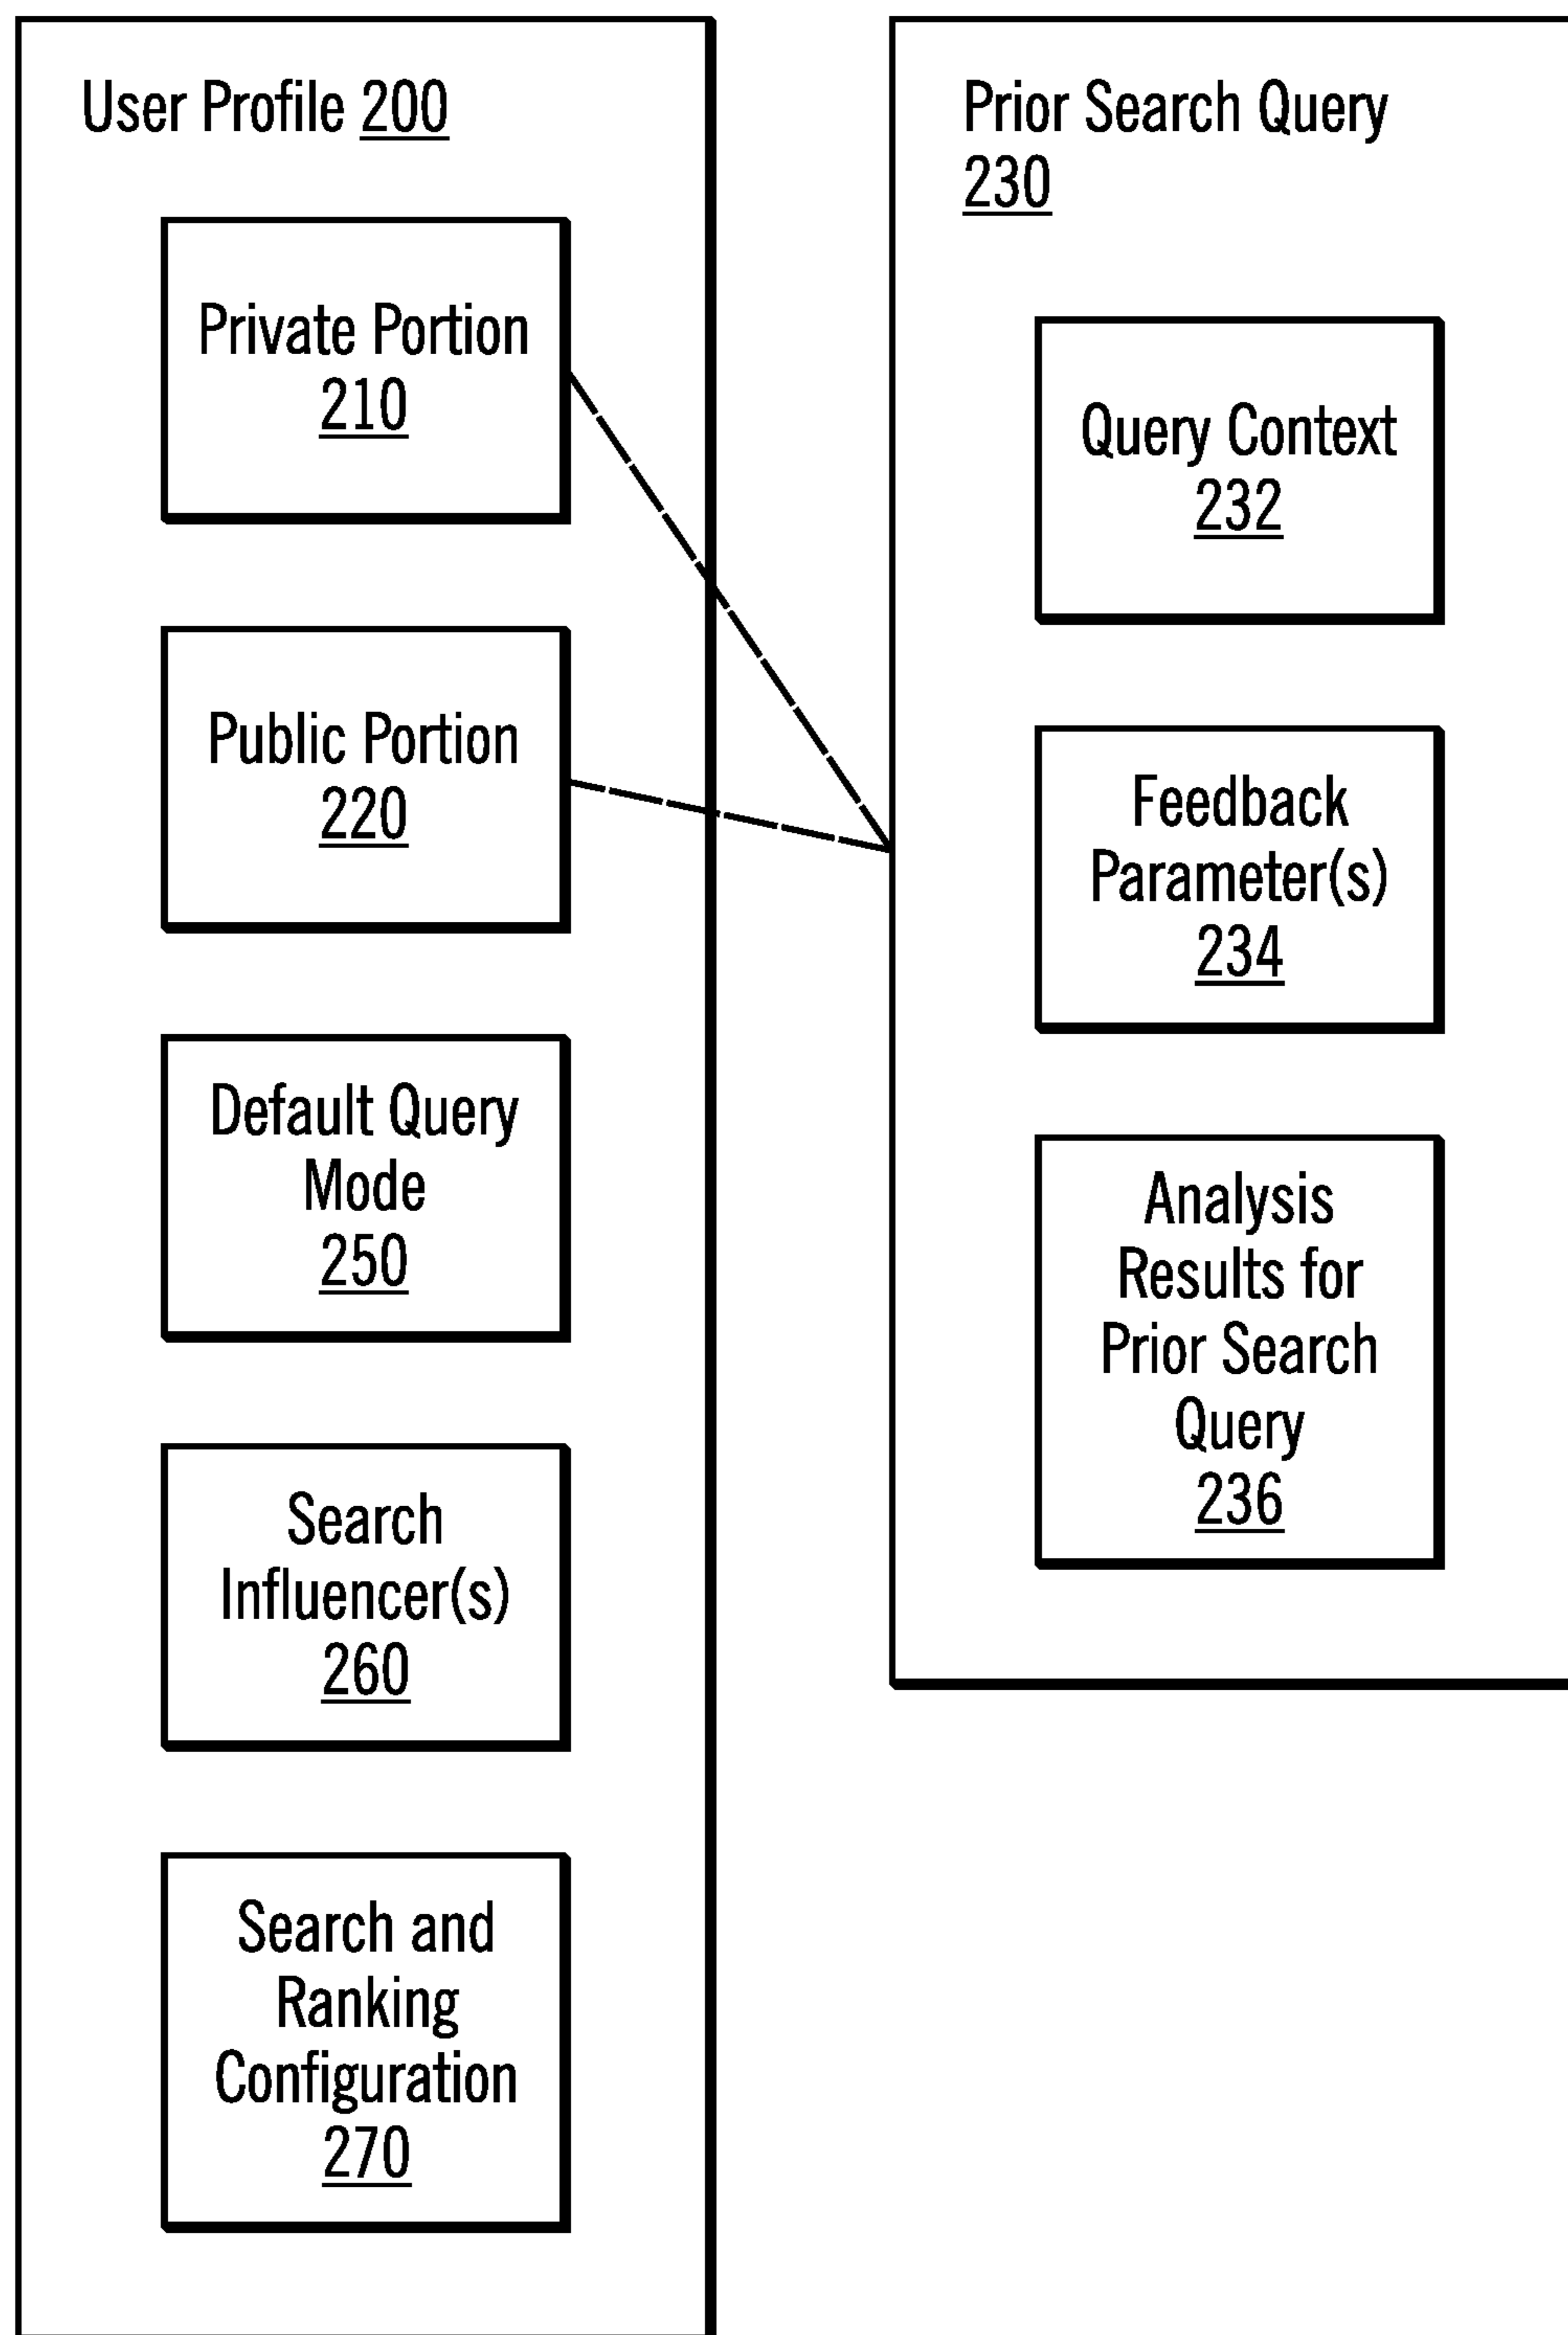 User Profile 200
Private Portion
210
Public Portion
220
Default Query
Mode
250
Search
Influencer(s)
260
Search and
Ranking
Configuration
270
Prior Search Query
230
Query Context
232
Feedback
Parameter(s)
234
Analysis
Results for
Prior Search
Query
236